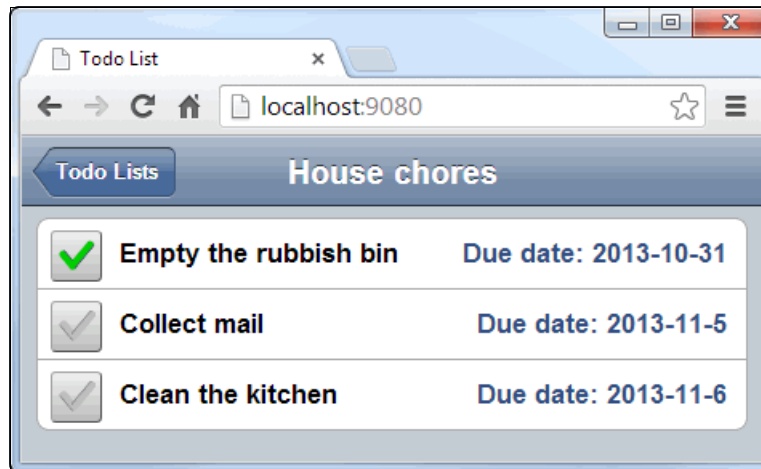 Todo List
localhost:9080
Todo Lists House chores
Empty the rubbish bin Due date: 2013-10-31
Collect mail Due date: 2013-11-5
Clean the kitchen Due date: 2013-11-6